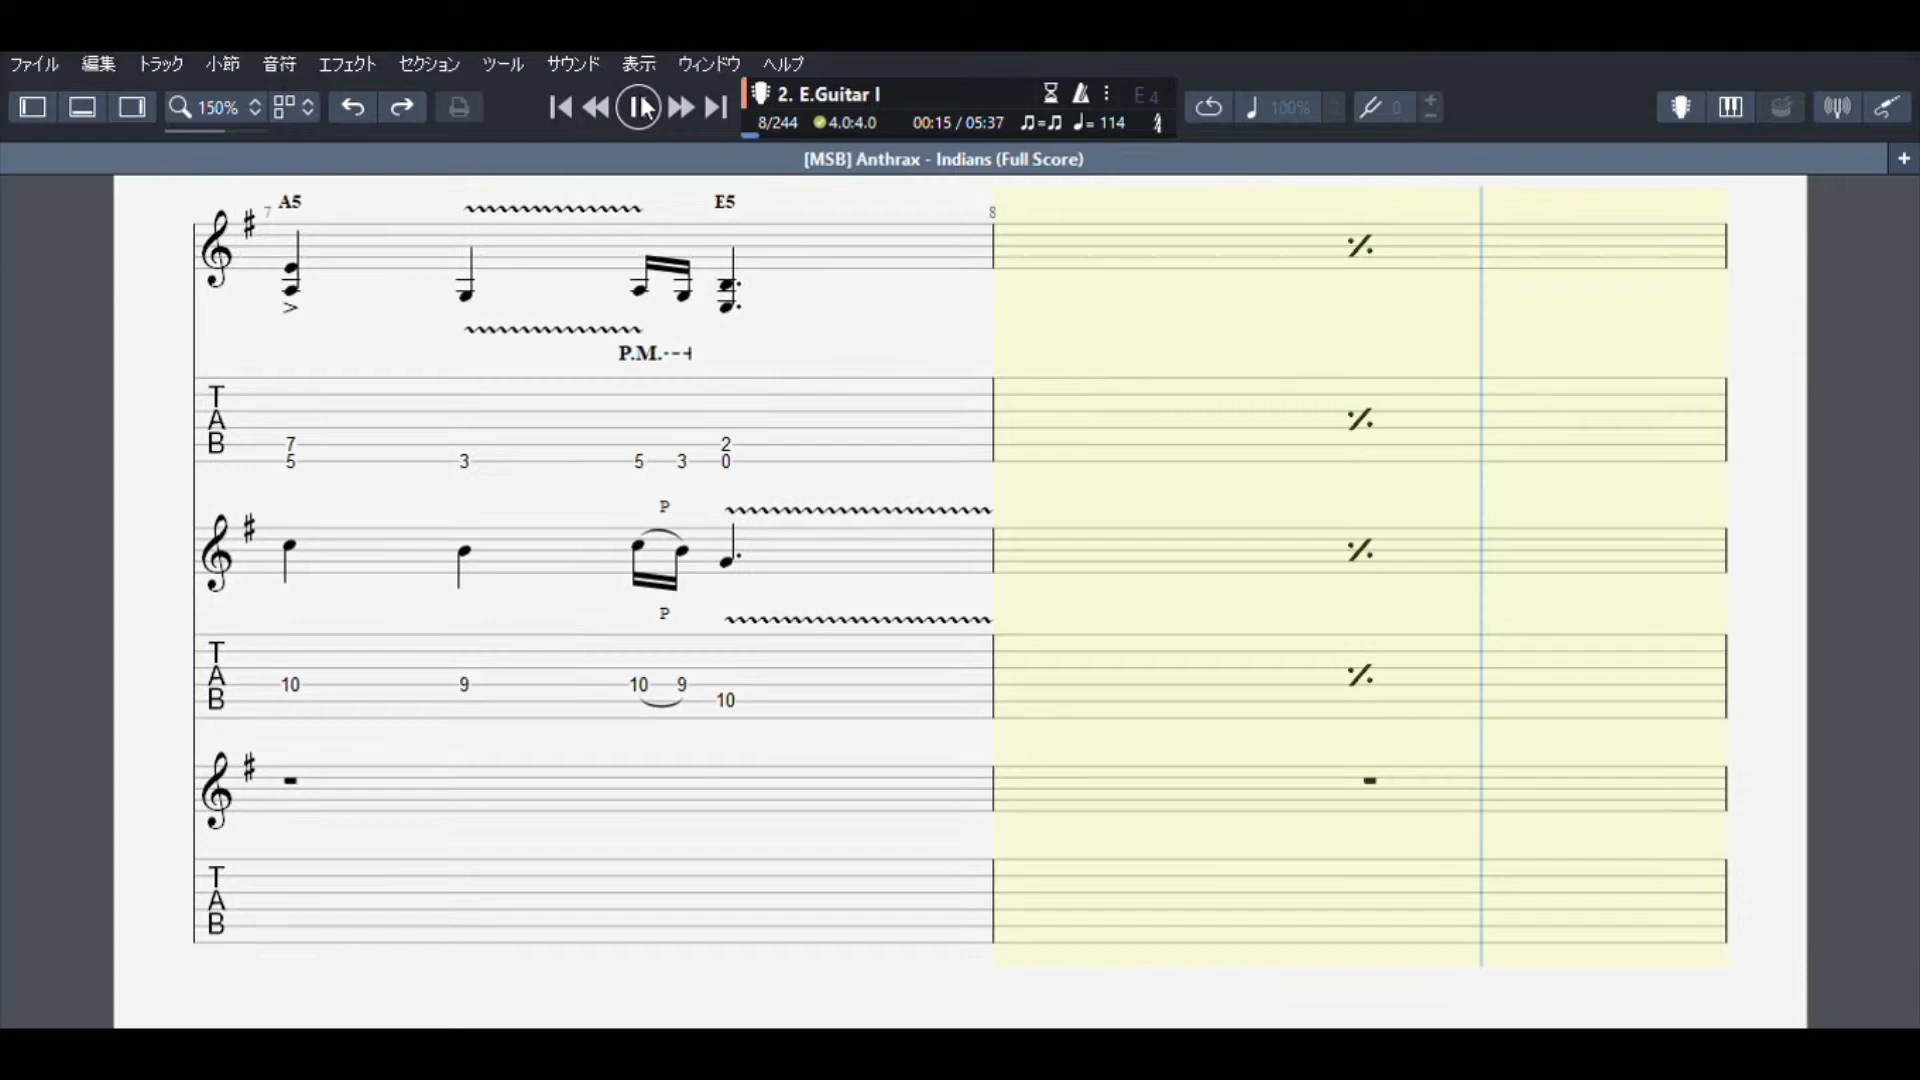 ファイル 編集 トラック 小節 音符 エフェクト セクション ツール サウンド 表示 ウィンドウ ヘルプ
150% 2. E.Guitar I E4 100% 0
8/244 4.0:4.0 00:15 / 05:37 ♫=♫ ♩= 114
[MSB] Anthrax - Indians (Full Score) +
A5 E5
7 8
>
P.M.---|
T
A
B
7 2
5 3 5 3 0
P
P
T
A
B
10 9 10 9
10
T
A
B